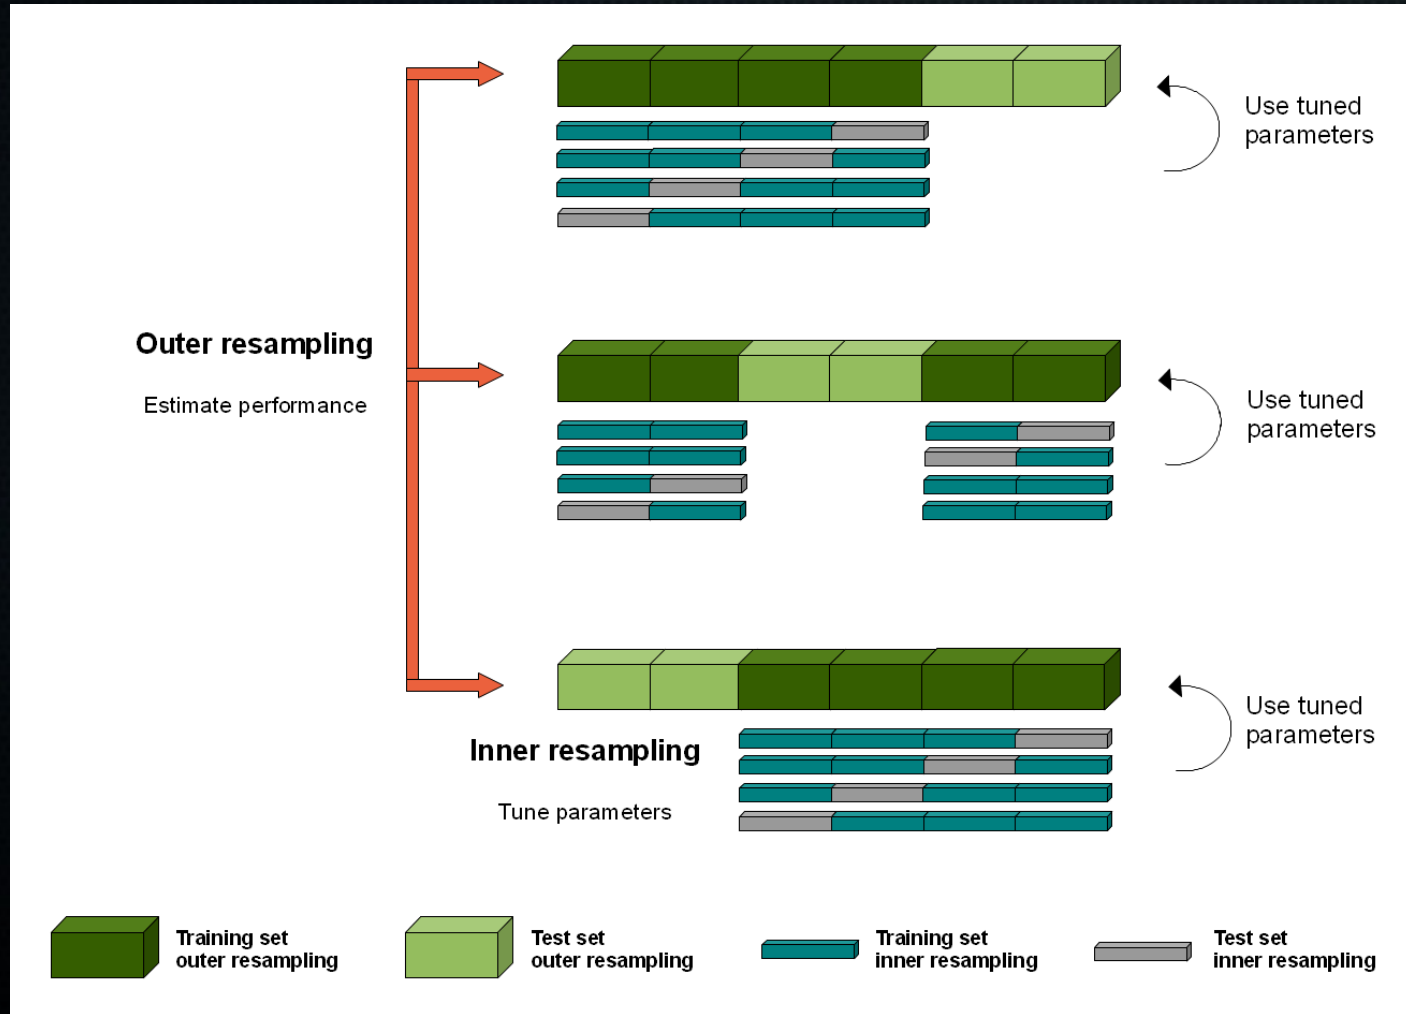 Use tuned
parameters
Outer resampling
Estimate performance
Use tuned
parameters
Use tuned
parameters
Inner resampling
Tune parameters
Training set
outer resampling
Test set
outer resampling
Training set
inner resampling
Test set
inner resampling